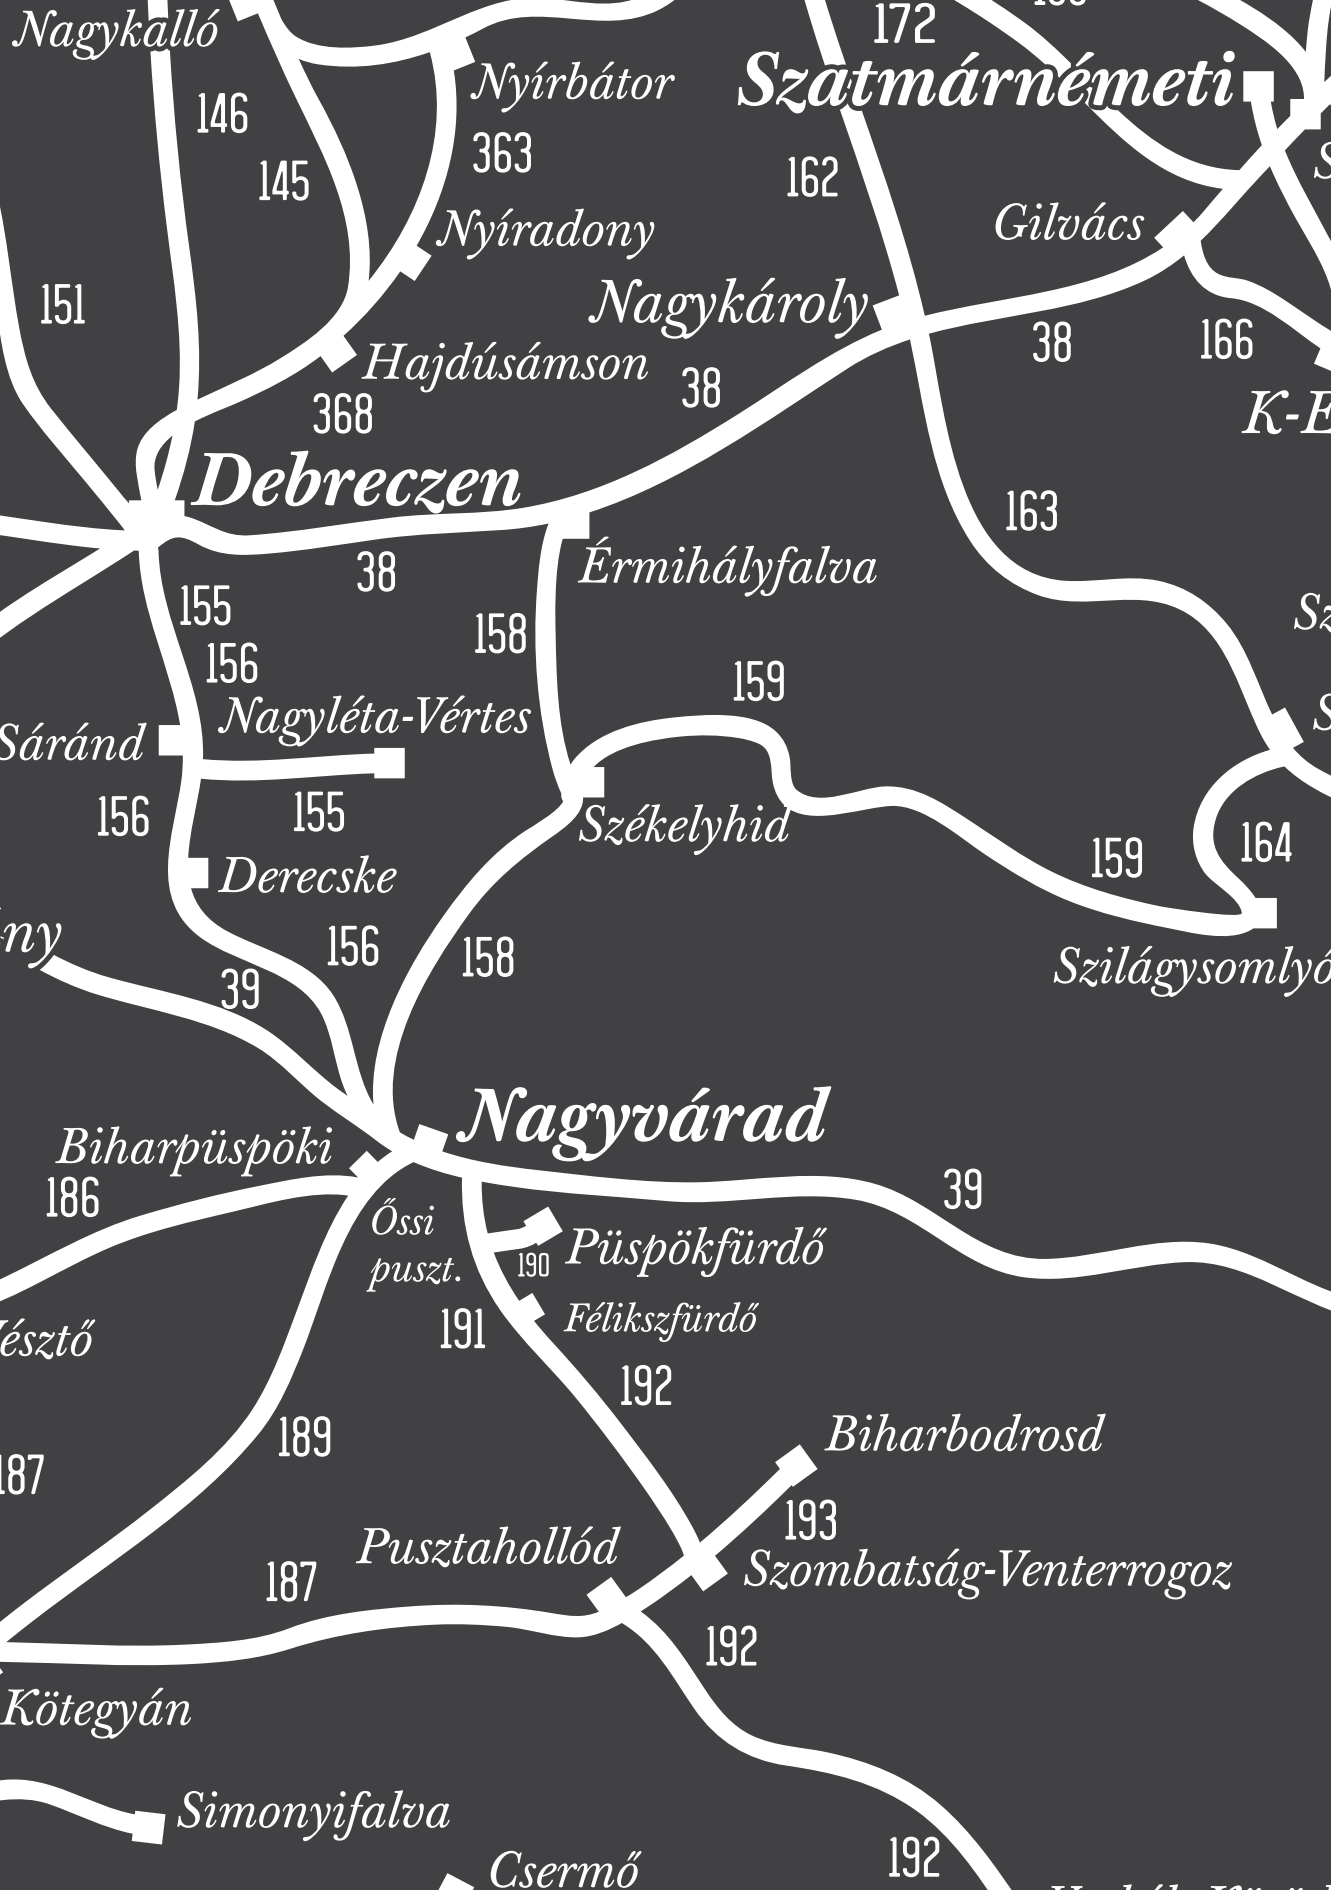 Nagykálló
172
Szatmárnémeti
Nyírbátor
146
363
145
162
Nyíradony
Gilvács
151
Nagykároly
38
166
Hajdúsámson
38
368
K-E
Debreczen
163
38
Érmihályfalva
155
158
156
159
Nagyléta-Vértes
Sáránd
156
155
Székelyhid
164
159
Derecske
156
158
39
Szilágysomlyó
Nagyvárad
Biharpüspöki
186
39
Őssi
puszt.
190
Püspökfürdő
Félikszfürdő
191
192
Biharbodrosd
189
187
193
Pusztahollód
Szombatság-Venterrogoz
187
192
Kötegyán
Simonyifalva
192
Csermő